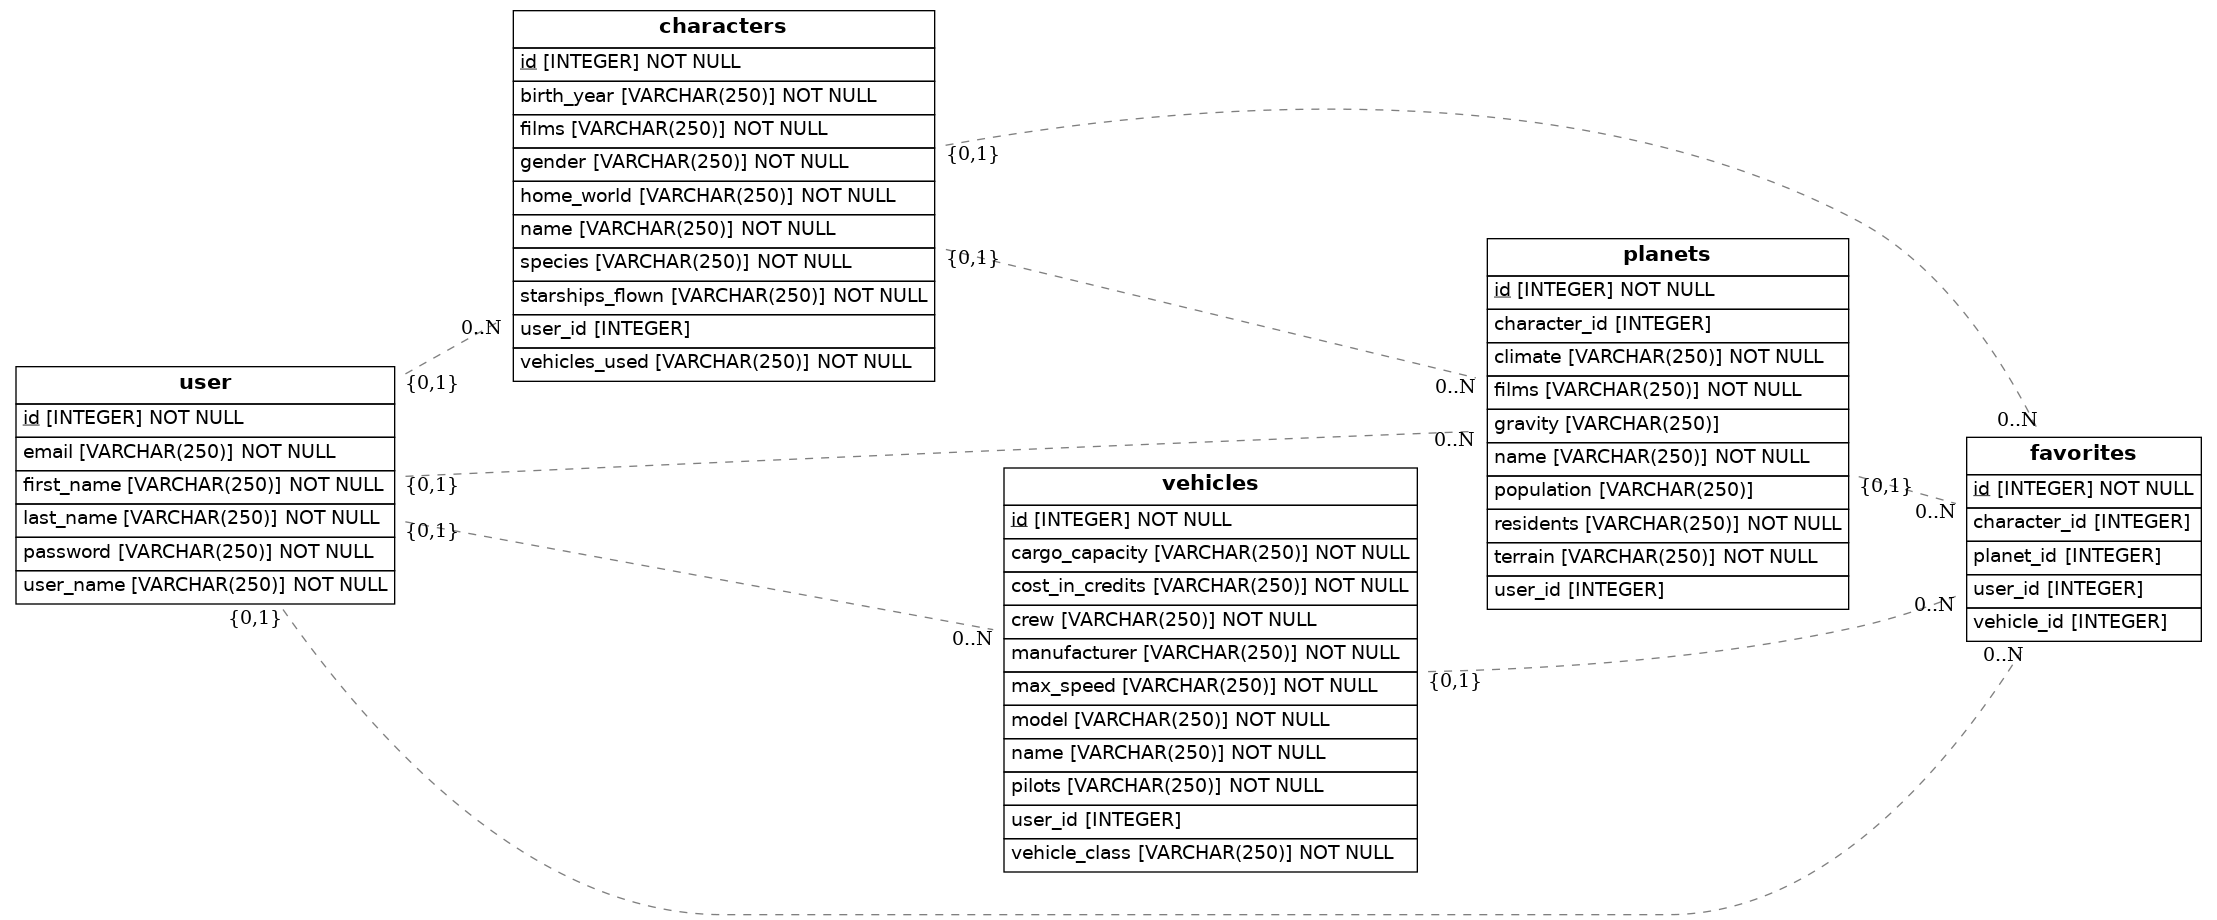 characters
id [INTEGER] NOT NULL
birth_year [VARCHAR(250)] NOT NULL
films [VARCHAR(250)] NOT NULL
gender [VARCHAR(250)] NOT NULL
home_world [VARCHAR(250)] NOT NULL
name [VARCHAR(250)] NOT NULL
species [VARCHAR(250)] NOT NULL
starships_flown [VARCHAR(250)] NOT NULL
user_id [INTEGER]
vehicles_used [VARCHAR(250)] NOT NULL
{0,1}
{0,1}
0..N
{0,1}
user
id [INTEGER] NOT NULL
email [VARCHAR(250)] NOT NULL
first_name [VARCHAR(250)] NOT NULL
last_name [VARCHAR(250)] NOT NULL
password [VARCHAR(250)] NOT NULL
user_name [VARCHAR(250)] NOT NULL
{0,1}
{0,1}
{0,1}
vehicles
id [INTEGER] NOT NULL
cargo_capacity [VARCHAR(250)] NOT NULL
cost_in_credits [VARCHAR(250)] NOT NULL
crew [VARCHAR(250)] NOT NULL
manufacturer [VARCHAR(250)] NOT NULL
max_speed [VARCHAR(250)] NOT NULL
model [VARCHAR(250)] NOT NULL
name [VARCHAR(250)] NOT NULL
pilots [VARCHAR(250)] NOT NULL
user_id [INTEGER]
vehicle_class [VARCHAR(250)] NOT NULL
0..N
{0,1}
planets
id [INTEGER] NOT NULL
character_id [INTEGER]
climate [VARCHAR(250)] NOT NULL
films [VARCHAR(250)] NOT NULL
gravity [VARCHAR(250)]
name [VARCHAR(250)] NOT NULL
population [VARCHAR(250)]
residents [VARCHAR(250)] NOT NULL
terrain [VARCHAR(250)] NOT NULL
user_id [INTEGER]
0..N
0..N
{0,1}
0..N
favorites
id [INTEGER] NOT NULL
character_id [INTEGER]
planet_id [INTEGER]
user_id [INTEGER]
vehicle_id [INTEGER]
0..N
0..N
0..N